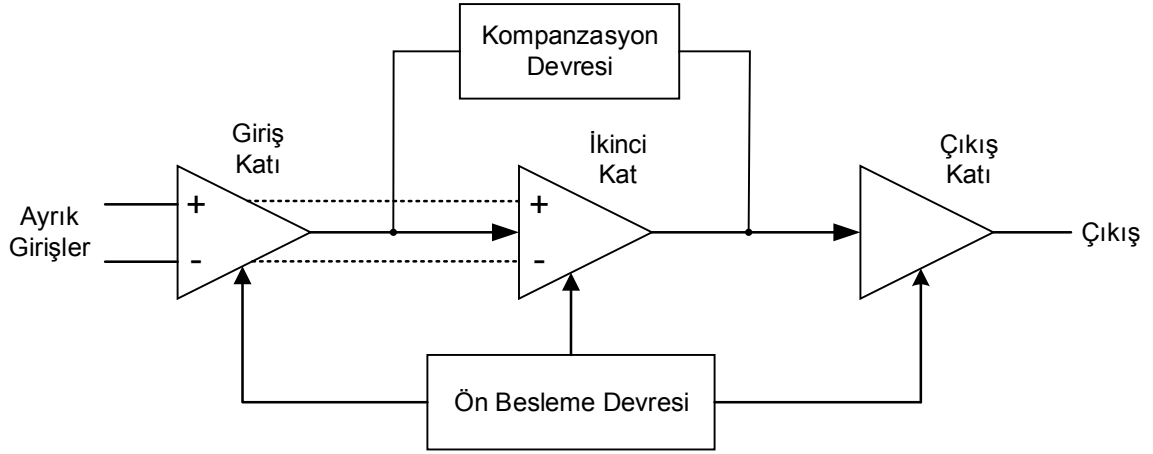 Kompanzasyon
Devresi
Giriş
Katı
İkinci
Kat
Çıkış
Katı
Ayrık
Girişler
+
-
+
-
Çıkış
Ön Besleme Devresi